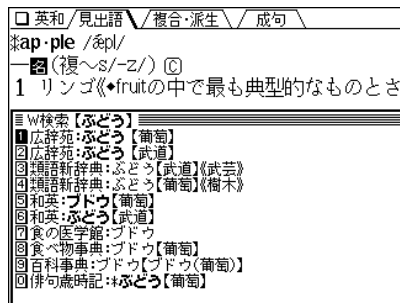 □英和/見出語\/複合・派生\/成句\
*ap·ple /ǽpl/
―名(複～s/-z/) Ⓒ
1 リンゴ《◆fruitの中で最も典型的なものとさ
W検索【ぶどう】
1広辞苑:ぶどう【葡萄】
2広辞苑:ぶどう【武道】
3類語新辞典:ぶどう【武道】《武芸》
4類語新辞典:ぶどう【葡萄】《樹木》
5和英:ブドウ【葡萄】
6和英:ぶどう【武道】
7食の医学館:ブドウ
8食べ物事典:ブドウ【葡萄】
9百科事典:ブドウ【ブドウ(葡萄)】
0俳句歳時記:*ぶどう【葡萄】